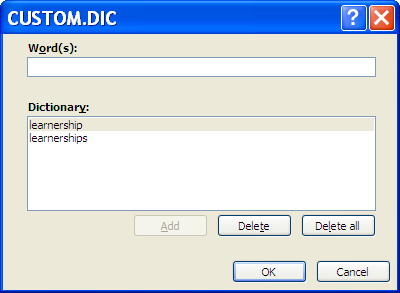 CUSTOM.DIC
Word(s):
Dictionary:
learnership
learnerships
Add Delete Delete all
OK Cancel